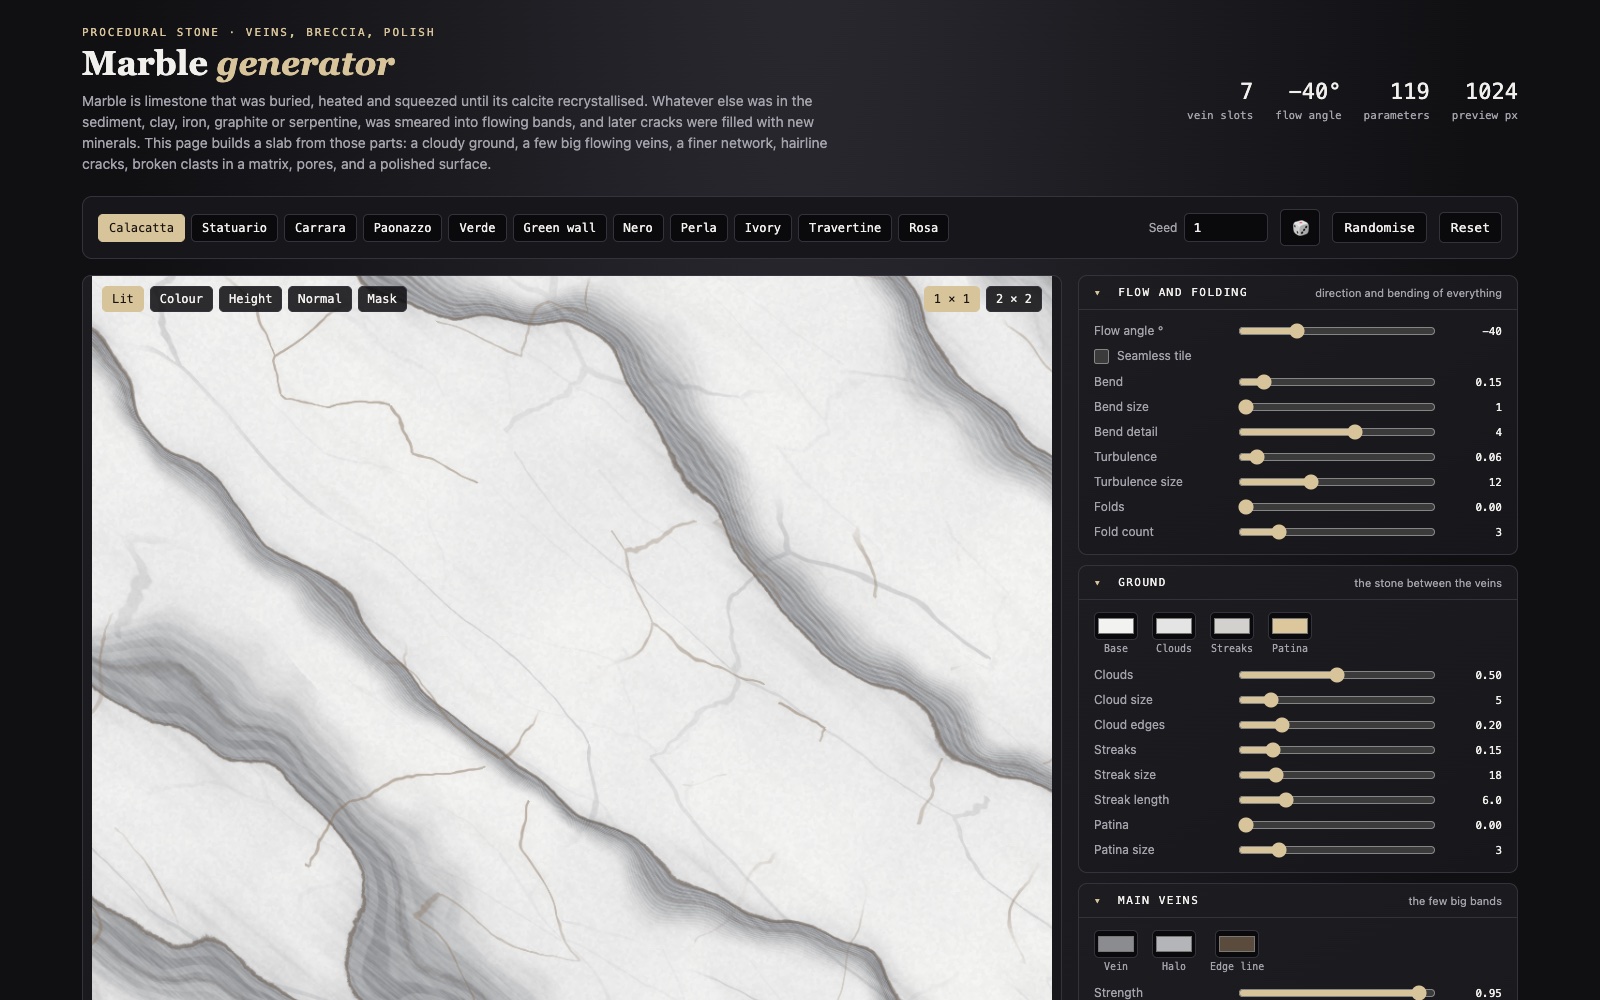 PROCEDURAL STONE · VEINS, BRECCIA, POLISH
Marble generator
Marble is limestone that was buried, heated and squeezed until its calcite recrystallised. Whatever else was in the
sediment, clay, iron, graphite or serpentine, was smeared into flowing bands, and later cracks were filled with new
minerals. This page builds a slab from those parts: a cloudy ground, a few big flowing veins, a finer network, hairline
cracks, broken clasts in a matrix, pores, and a polished surface.
7 −40° 119 1024
vein slots flow angle parameters preview px
Calacatta Statuario Carrara Paonazzo Verde Green wall Nero Perla Ivory Travertine Rosa Seed 1 Randomise Reset
Lit Colour Height Normal Mask 1 × 1 2 × 2
FLOW AND FOLDING direction and bending of everything
Flow angle ° −40
Seamless tile
Bend 0.15
Bend size 1
Bend detail 4
Turbulence 0.06
Turbulence size 12
Folds 0.00
Fold count 3
GROUND the stone between the veins
Base Clouds Streaks Patina
Clouds 0.50
Cloud size 5
Cloud edges 0.20
Streaks 0.15
Streak size 18
Streak length 6.0
Patina 0.00
Patina size 3
MAIN VEINS the few big bands
Vein Halo Edge line
Strength 0.95